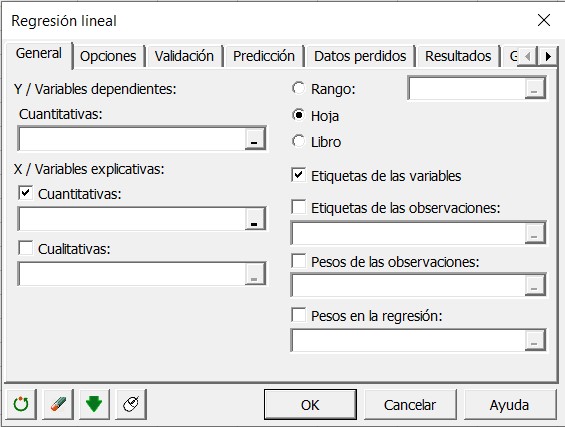 Regresión lineal
General
Opciones
Validación
Predicción
Datos perdidos
Resultados
G
Y / Variables dependientes:
Cuantitativas:
X / Variables explicativas:
Cuantitativas:
Cualitativas:
Rango:
Hoja
Libro
Etiquetas de las variables
Etiquetas de las observaciones:
Pesos de las observaciones:
Pesos en la regresión:
OK
Cancelar
Ayuda